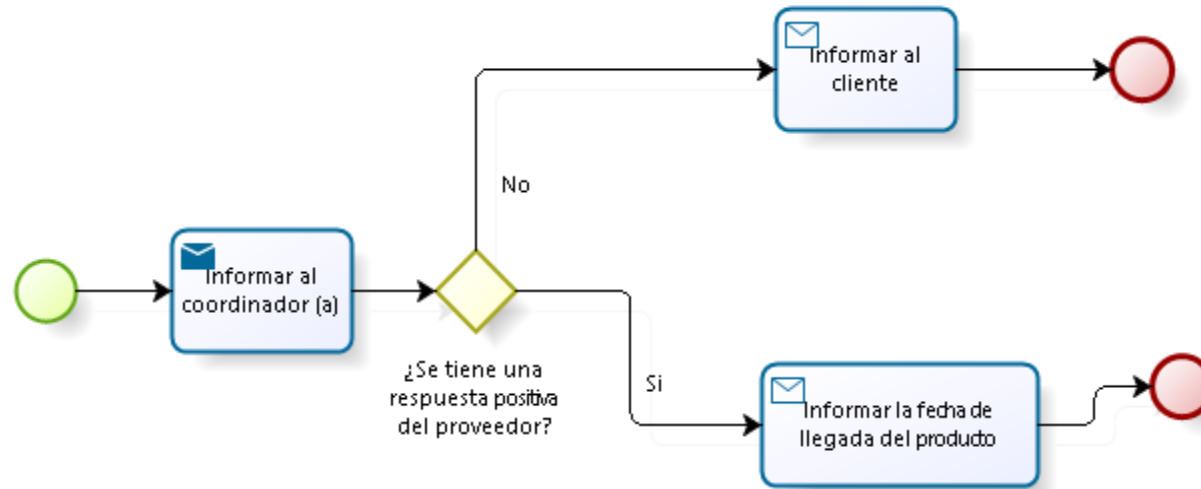 Informar al
cliente
No
Informar al
coordinador (a)
¿Se tiene una
respuesta positiva
del proveedor?
Si
Informar la fecha de
llegada del producto